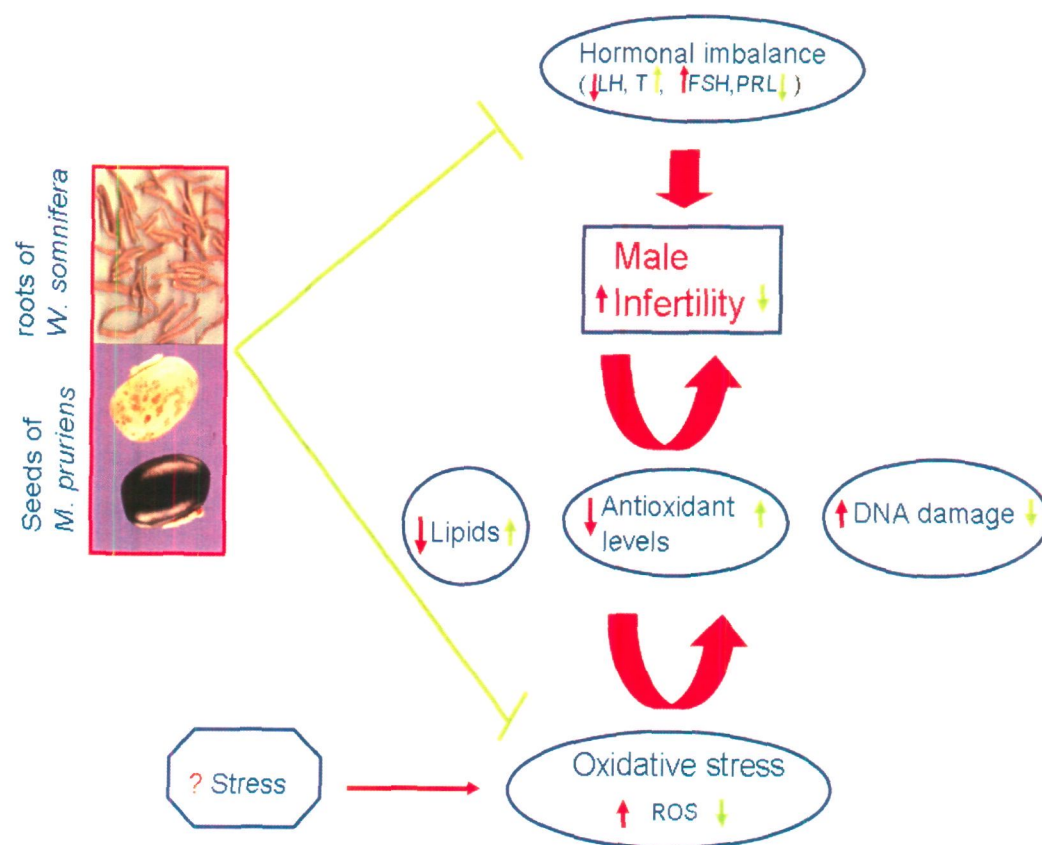 Hormonal imbalance
(↓LH, T↑, ↑FSH,PRL↓)
roots of
W. somnifera
Male
↑Infertility↓
Seeds of
M. pruriens
↓Lipids↑
↓Antioxidant↑
levels
↑DNA damage↓
? Stress
Oxidative stress
↑ ROS ↓